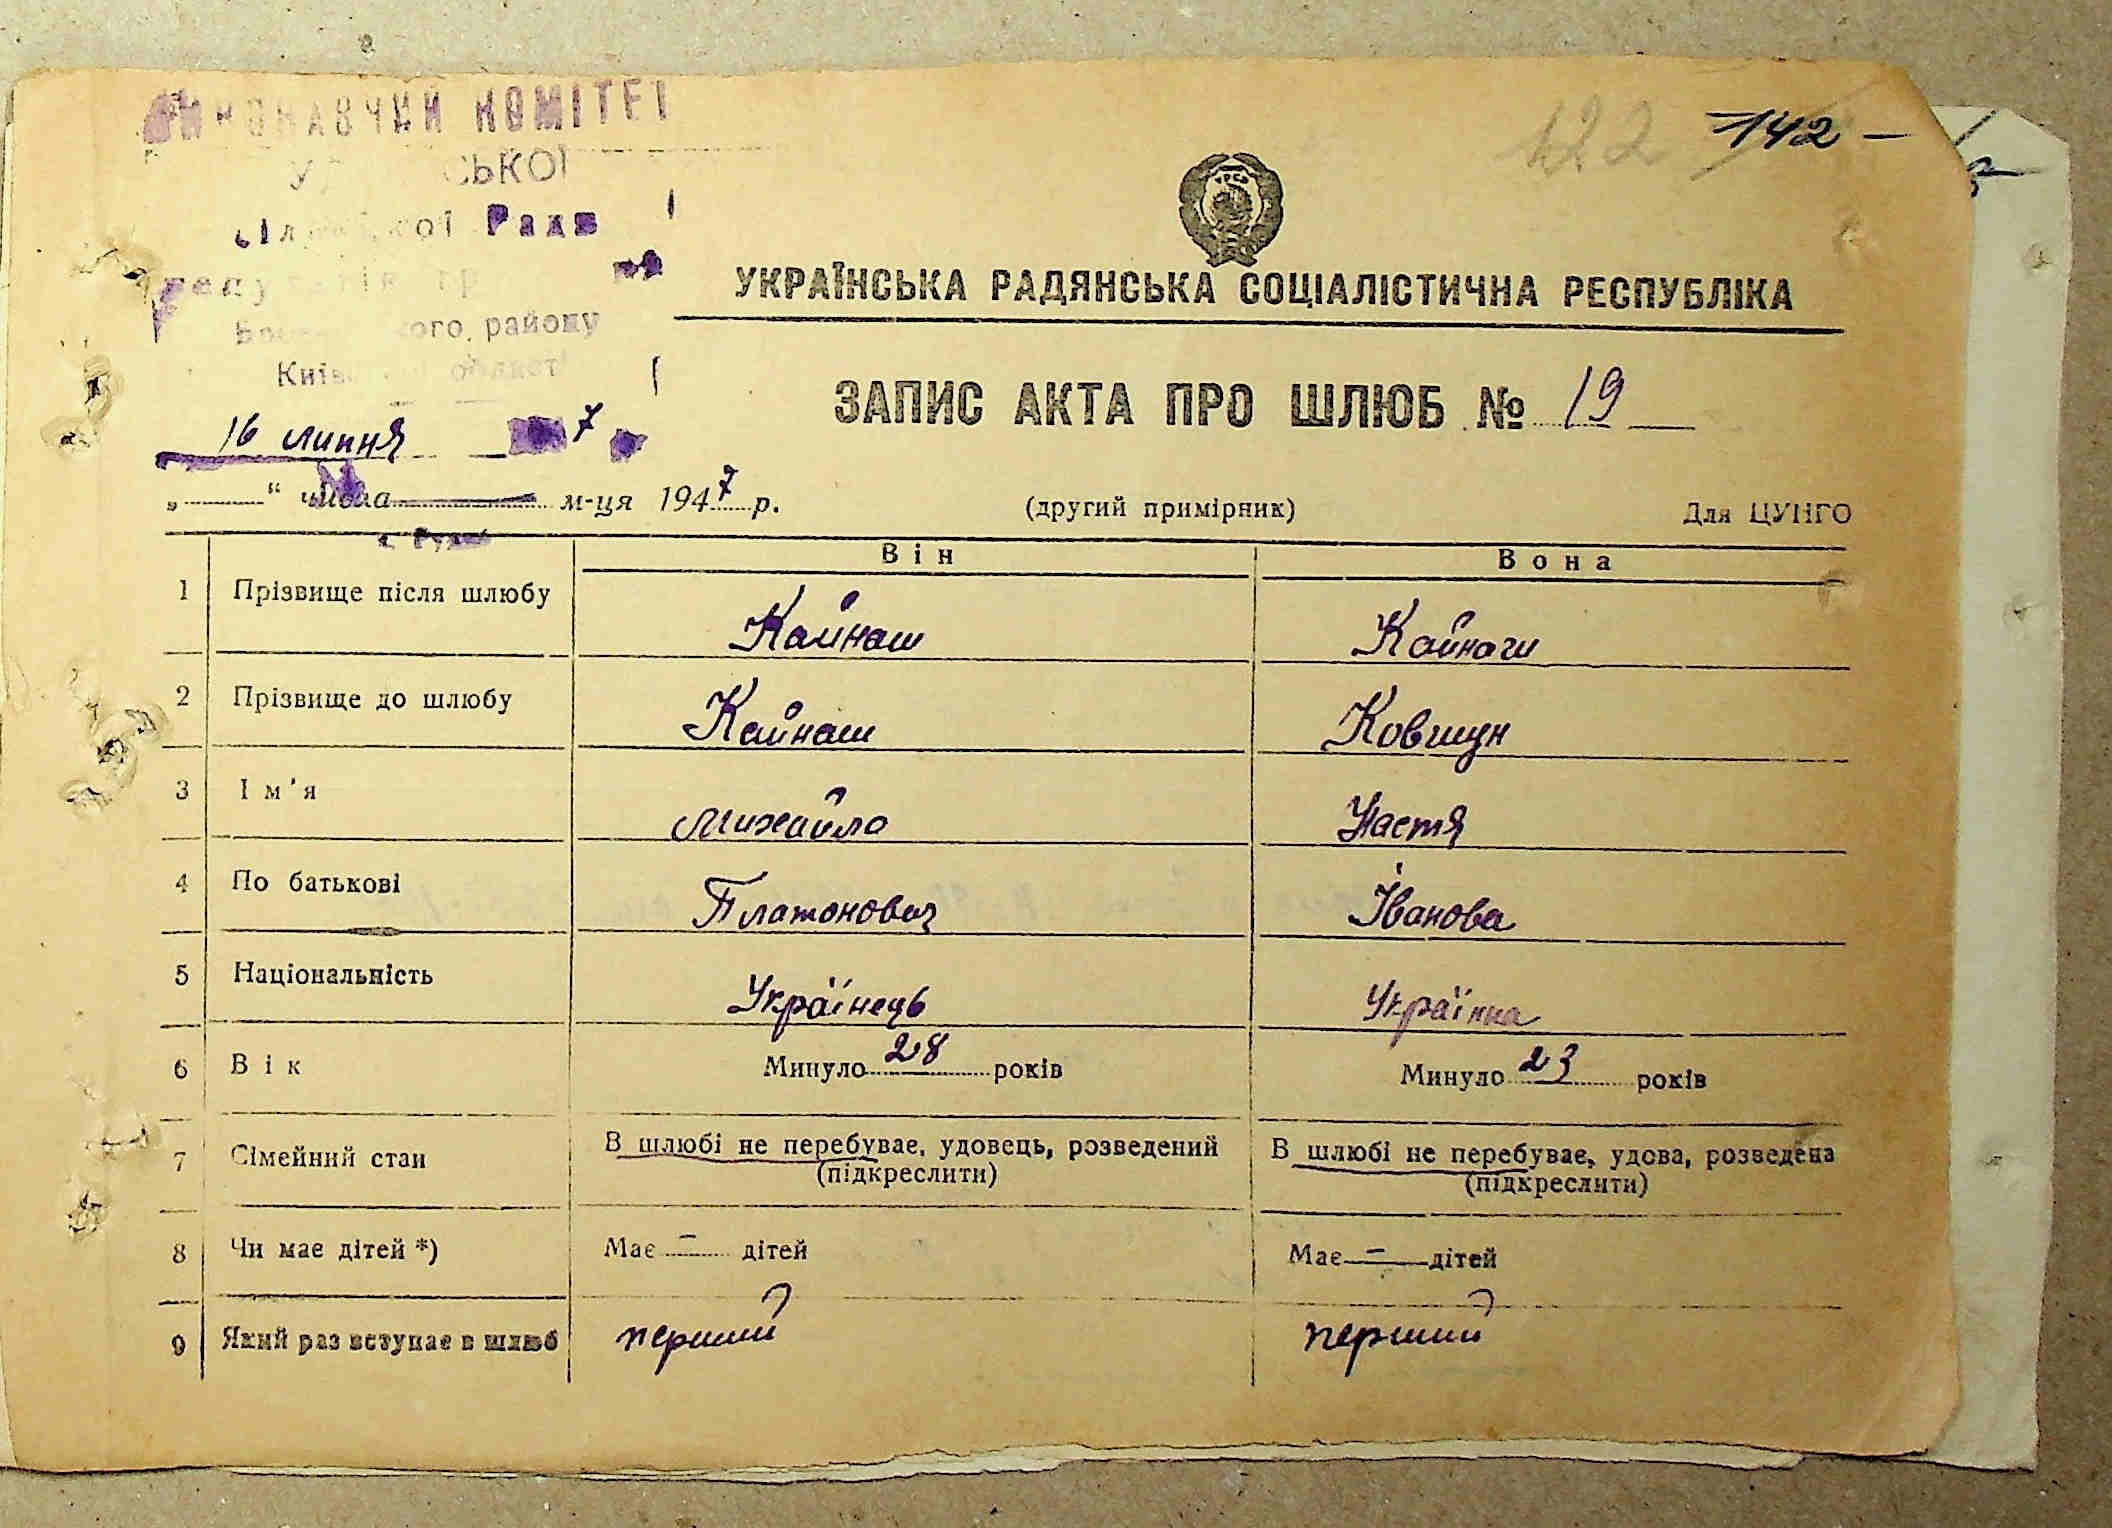 ВИКОНАВЧИЙ КОМІТЕТ
Ради
району
142 -
122
УРСР
УКРАЇНСЬКА РАДЯНСЬКА СОЦІАЛІСТИЧНА РЕСПУБЛІКА
ЗАПИС АКТА ПРО ШЛЮБ № 19
16 липня 7
„ “ числа м-ця 1947 р. (другий примірник) Для ЦУНГО
Він Вона
1 Прізвище після шлюбу Кайнаш Кайнаш
2 Прізвище до шлюбу Кайнаш Ковшун
3 Ім'я Михайло Настя
4 По батькові Платонович Іванова
5 Національність Українець Українка
6 Вік Минуло 28 років Минуло 23 років
7 Сімейний стан В шлюбі не перебуває, удовець, розведений (підкреслити) В шлюбі не перебуває, удова, розведена (підкреслити)
8 Чи має дітей *) Має - дітей Має - дітей
9 Який раз вступає в шлюб перший перший